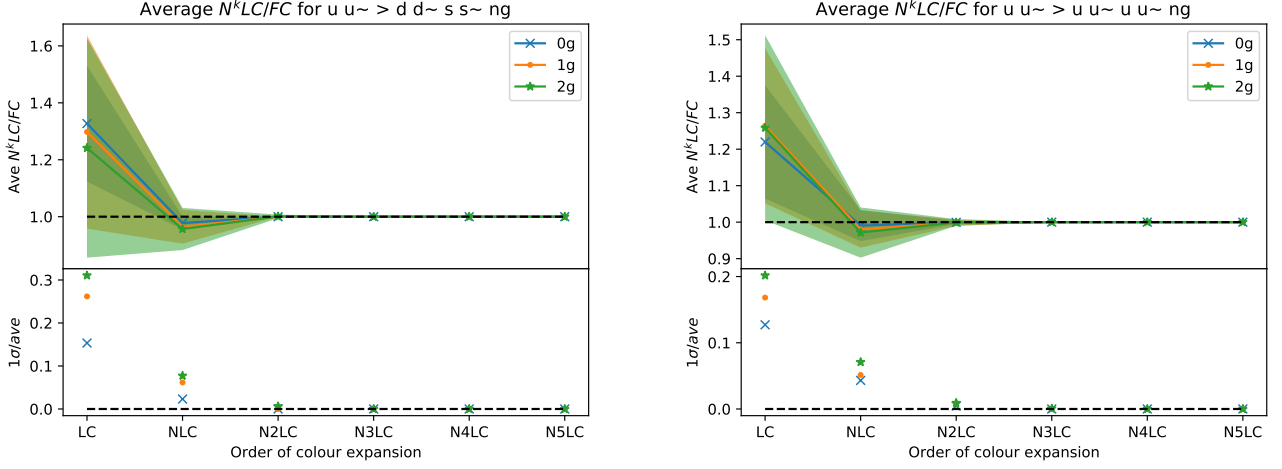 Average N^kLC/FC for u u~ > d d~ s s~ ng
1.6
1.4
1.2
1.0
Ave N^kLC/FC
0g
1g
2g
0.3
0.2
0.1
0.0
1σ/ave
LC NLC N2LC N3LC N4LC N5LC
Order of colour expansion
Average N^kLC/FC for u u~ > u u~ u u~ ng
1.5
1.4
1.3
1.2
1.1
1.0
0.9
Ave N^kLC/FC
0g
1g
2g
0.2
0.1
0.0
1σ/ave
LC NLC N2LC N3LC N4LC N5LC
Order of colour expansion